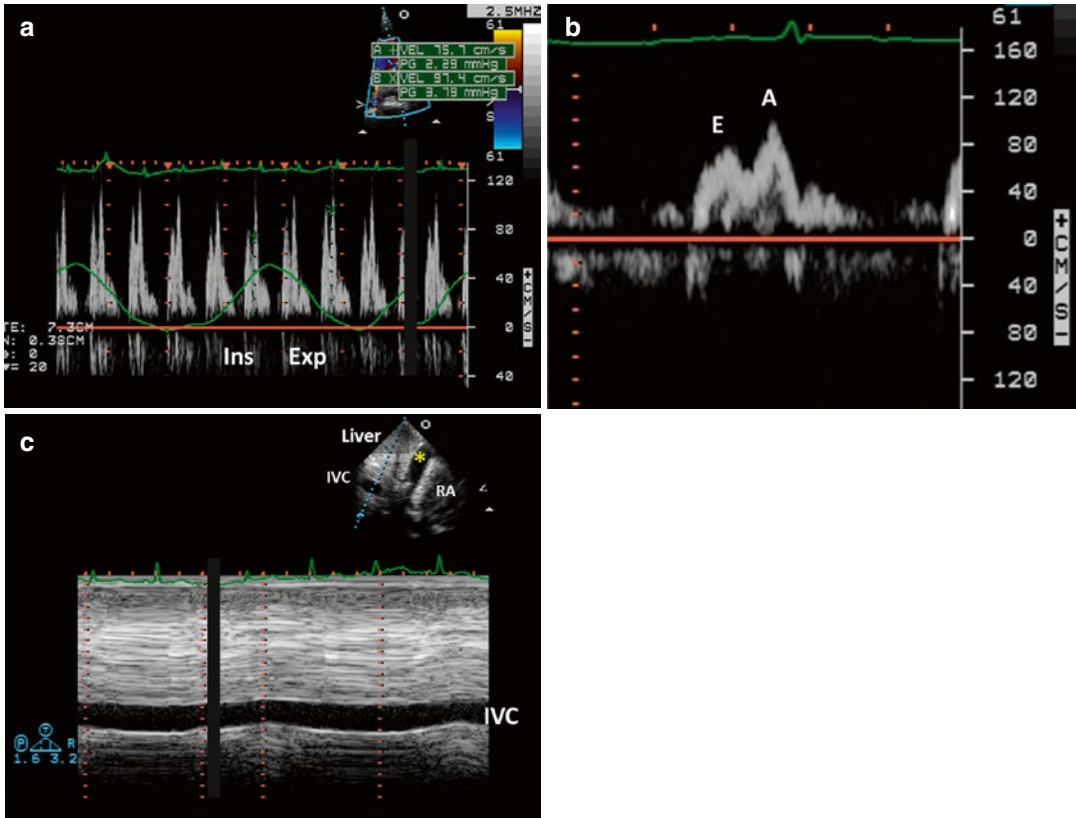 a
2.5MHZ
61
A + VEL 75.7 cm/s
PG 2.29 mmHg
B X VEL 97.4 cm/s
PG 3.79 mmHg
S
61
120
80
40
0
40
+CM/S-
TE: 7.3CM
N: 0.38CM
: 0
= 20
Ins Exp
b
61
160
120
80
40
0
40
80
120
E
A
+CM/S-
c
Liver
*
IVC
RA
IVC
T
P R
1.6 3.2